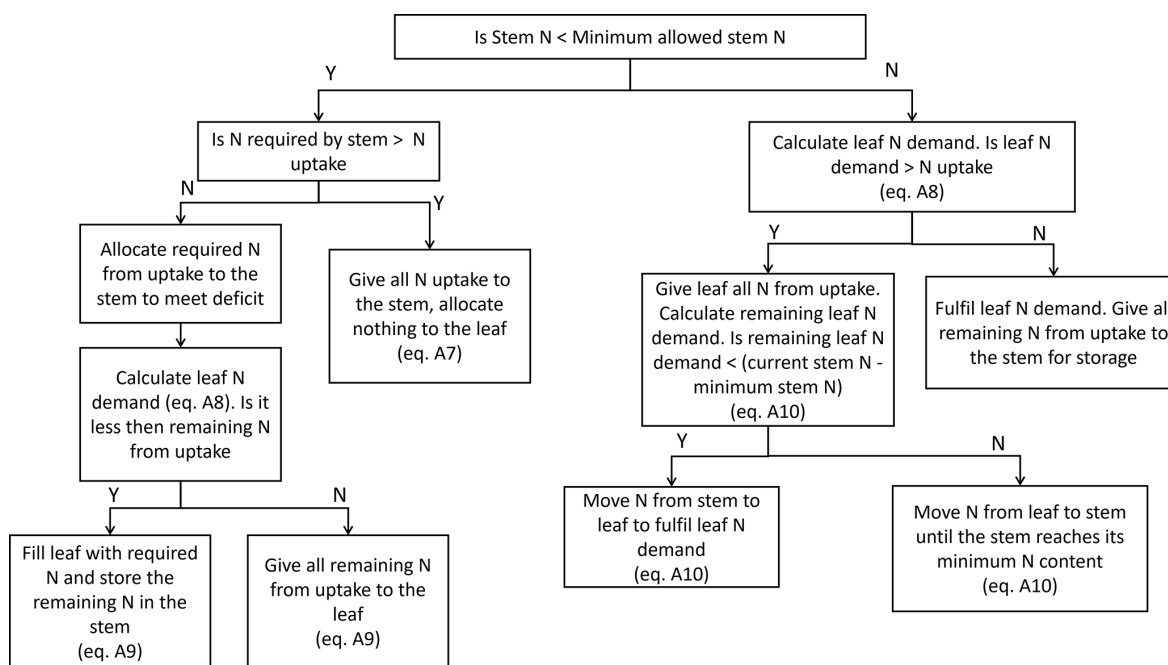 Is Stem N < Minimum allowed stem N
Y
N
Is N required by stem > N
uptake
Calculate leaf N demand. Is leaf N
demand > N uptake
(eq. A8)
N
Y
Y
N
Allocate required N
from uptake to the
stem to meet deficit
Give all N uptake to
the stem, allocate
nothing to the leaf
(eq. A7)
Give leaf all N from uptake.
Calculate remaining leaf N
demand. Is remaining leaf N
demand < (current stem N -
minimum stem N)
(eq. A10)
Fulfil leaf N demand. Give al
remaining N from uptake to
the stem for storage
Calculate leaf N
demand (eq. A8). Is it
less then remaining N
from uptake
Y
N
Y
N
Fill leaf with required
N and store the
remaining N in the
stem
(eq. A9)
Give all remaining N
from uptake to the
leaf
(eq. A9)
Move N from stem to
leaf to fulfil leaf N
demand
(eq. A10)
Move N from leaf to stem
until the stem reaches its
minimum N content
(eq. A10)